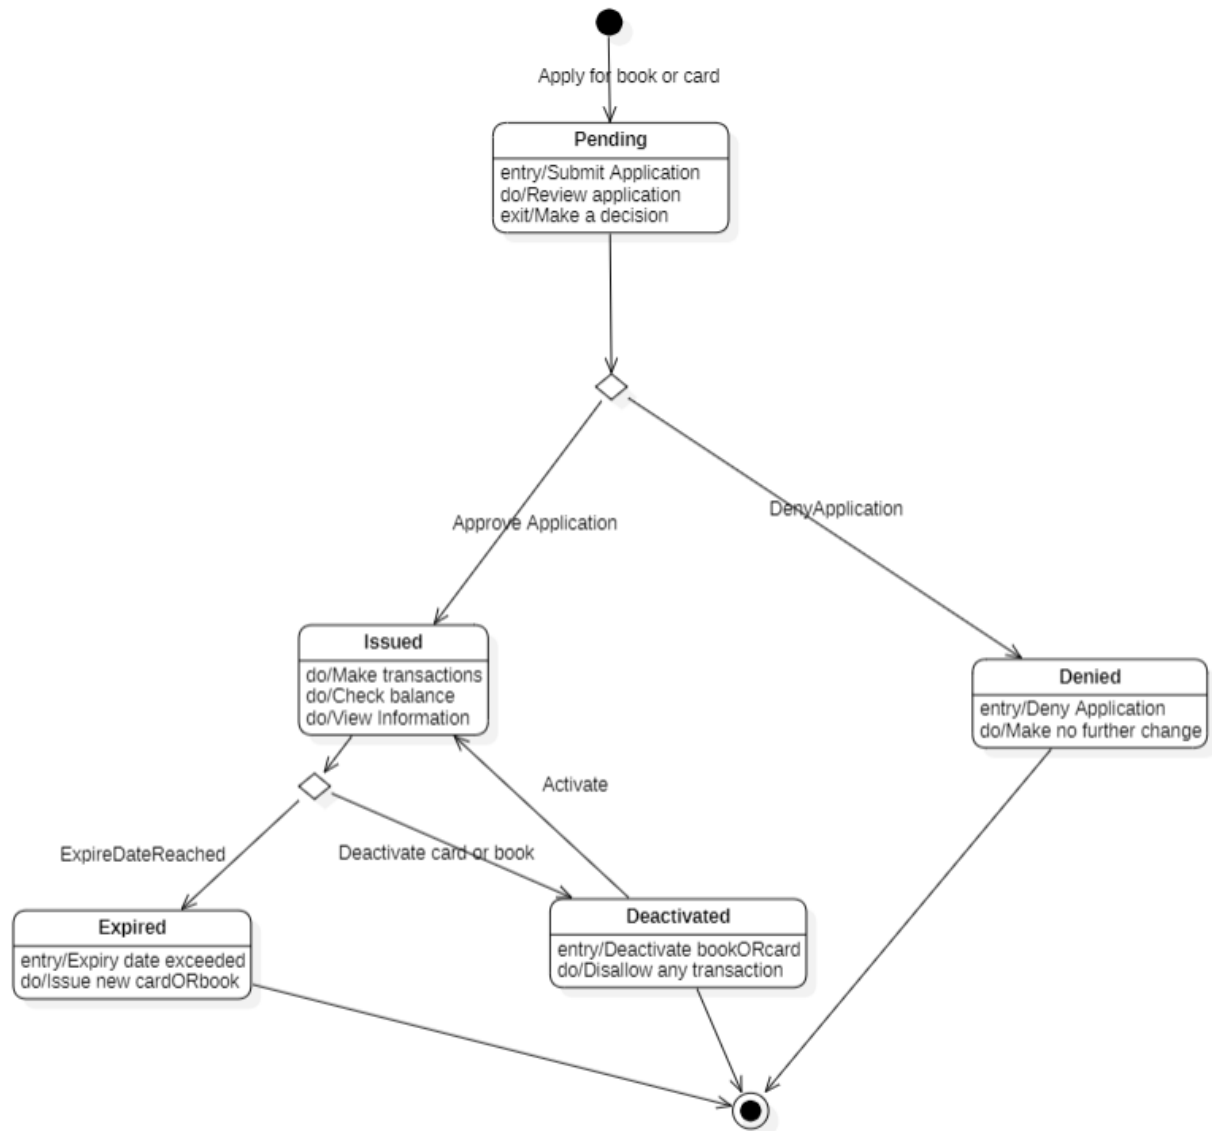 Apply for book or card
Pending
entry/Submit Application
do/Review application
exit/Make a decision
Approve Application
DenyApplication
Issued
do/Make transactions
do/Check balance
do/View Information
Denied
entry/Deny Application
do/Make no further change
Activate
ExpireDateReached
Deactivate card or book
Expired
entry/Expiry date exceeded
do/Issue new cardORbook
Deactivated
entry/Deactivate bookORcard
do/Disallow any transaction